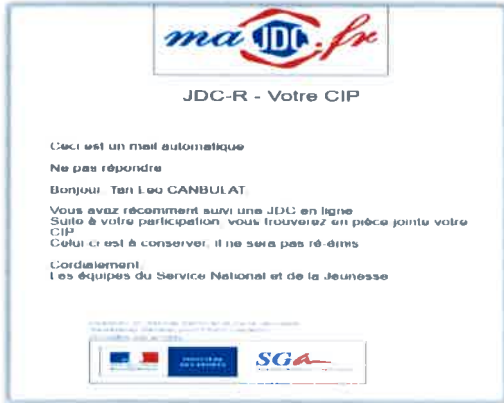 ma JDC.fr
JDC-R - Votre CIP
Ceci est un mail automatique
Ne pas répondre
Bonjour Tan Leo CANBULAT,
Vous avez récemment suivi une JDC en ligne
Suite à votre participation, vous trouverez en pièce jointe votre
CIP
Celui ci est à conserver, il ne sera pas ré-émis
Cordialement,
Les équipes du Service National et de la Jeunesse
SGA